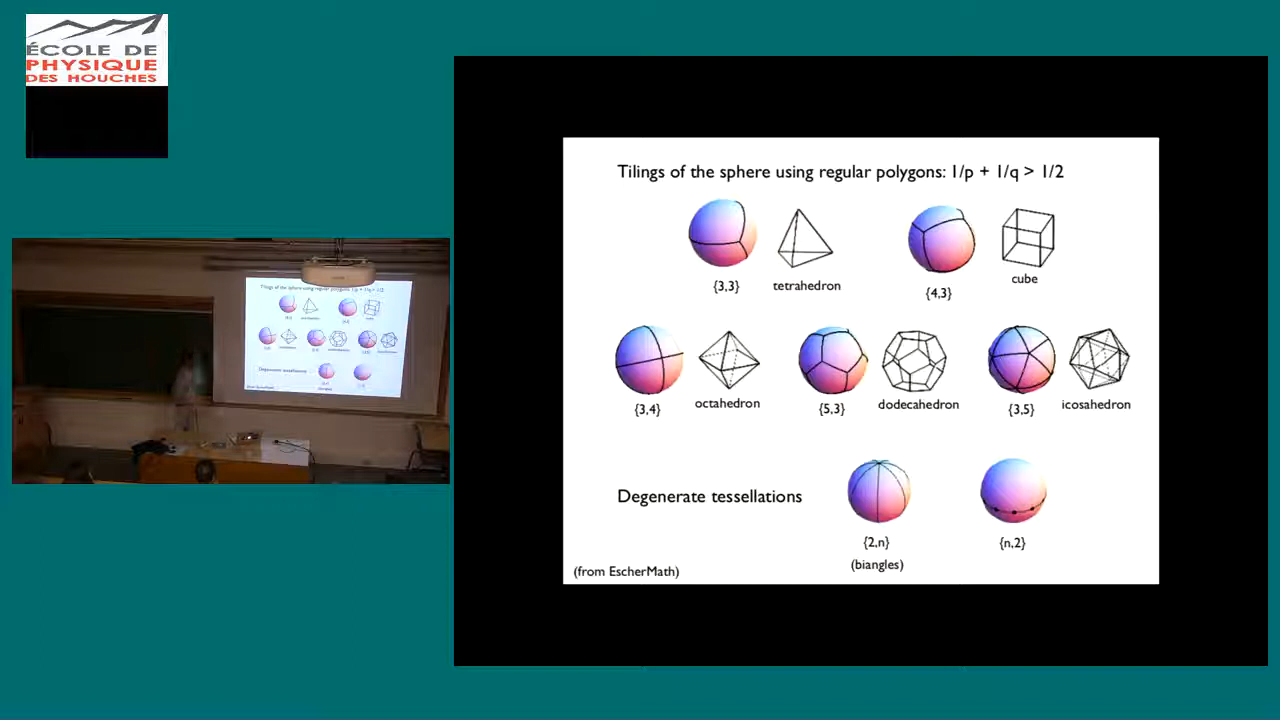 ÉCOLE DE
PHYSIQUE
DES HOUCHES
Tilings of the sphere using regular polygons: 1/p + 1/q > 1/2
{3,3} tetrahedron
{4,3} cube
{3,4} octahedron
{5,3} dodecahedron
{3,5} icosahedron
Degenerate tessellations
{2,n}
(biangles)
{n,2}
(from EscherMath)